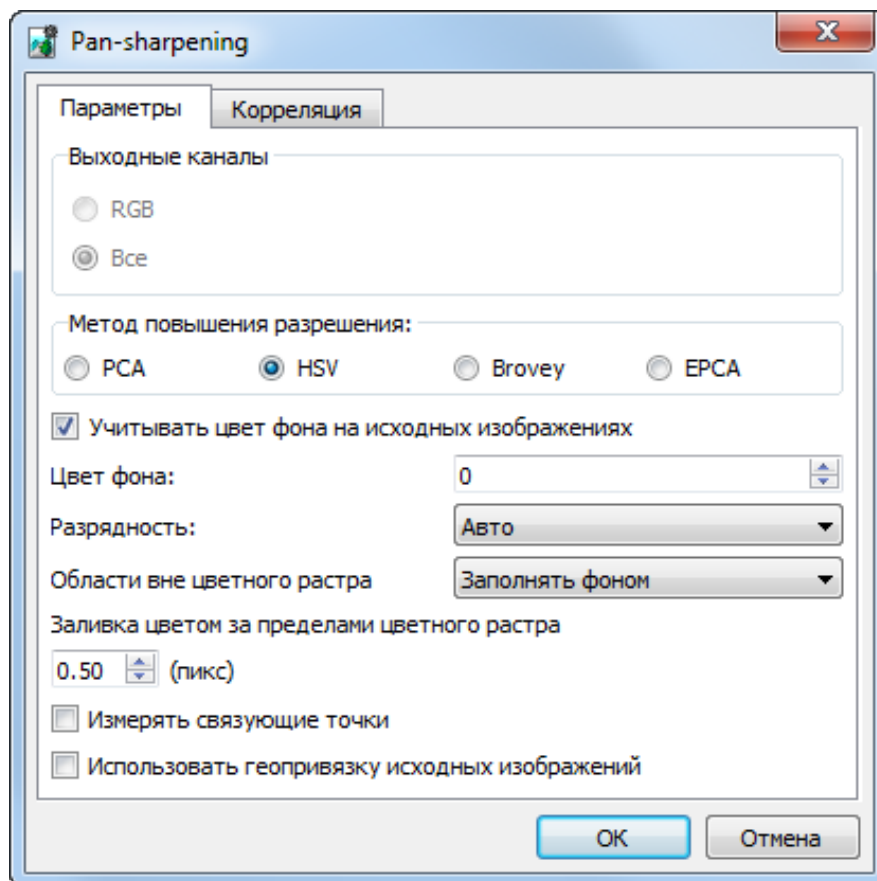 Pan-sharpening
Параметры Корреляция
Выходные каналы
RGB
Все
Метод повышения разрешения:
PCA HSV Brovey EPCA
Учитывать цвет фона на исходных изображениях
Цвет фона: 0
Разрядность: Авто
Области вне цветного растра Заполнять фоном
Заливка цветом за пределами цветного растра
0.50 (пикс)
Измерять связующие точки
Использовать геопривязку исходных изображений
OK Отмена